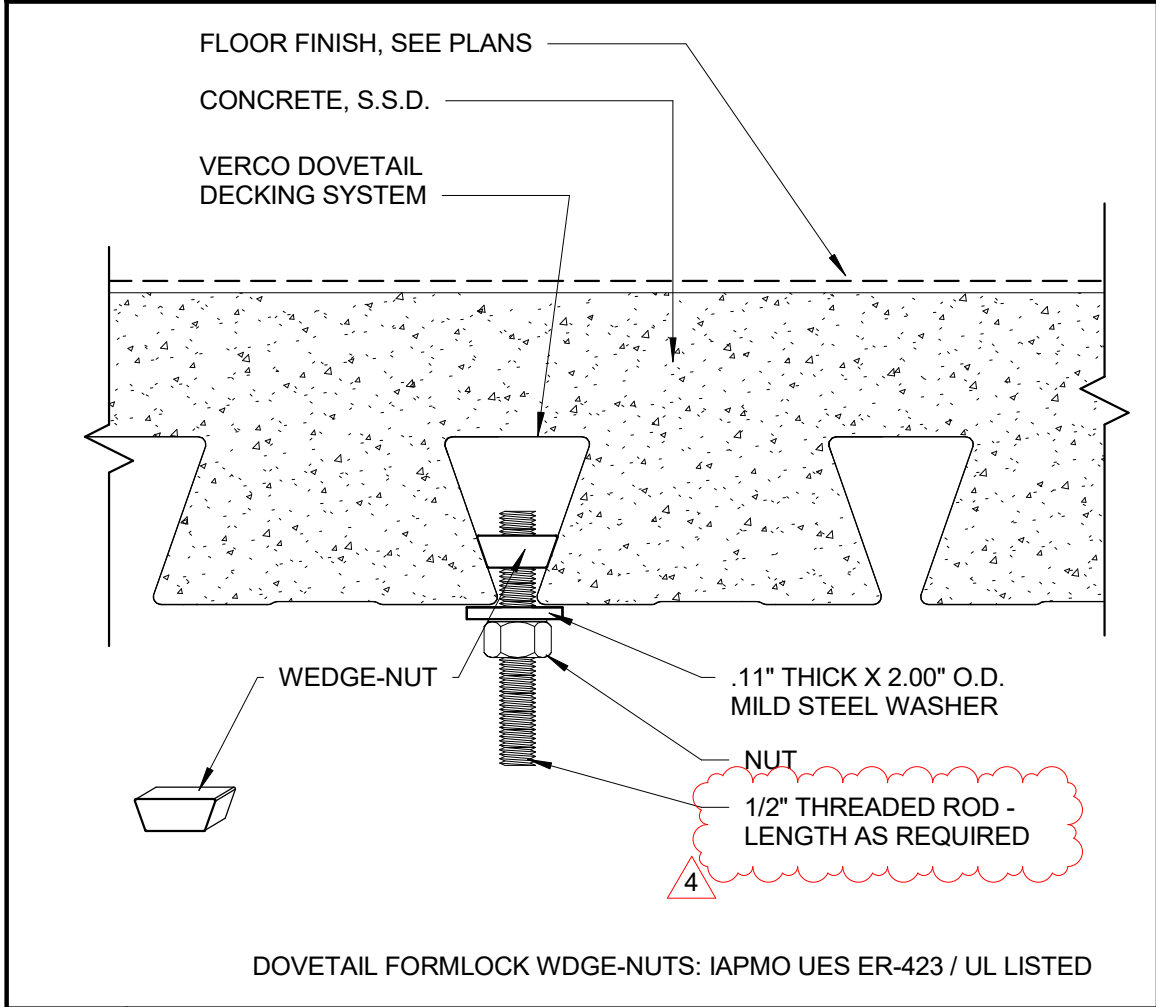 FLOOR FINISH, SEE PLANS
CONCRETE, S.S.D.
VERCO DOVETAIL
DECKING SYSTEM
WEDGE-NUT
.11" THICK X 2.00" O.D.
MILD STEEL WASHER
NUT
1/2" THREADED ROD -
LENGTH AS REQUIRED
4
DOVETAIL FORMLOCK WDGE-NUTS: IAPMO UES ER-423 / UL LISTED